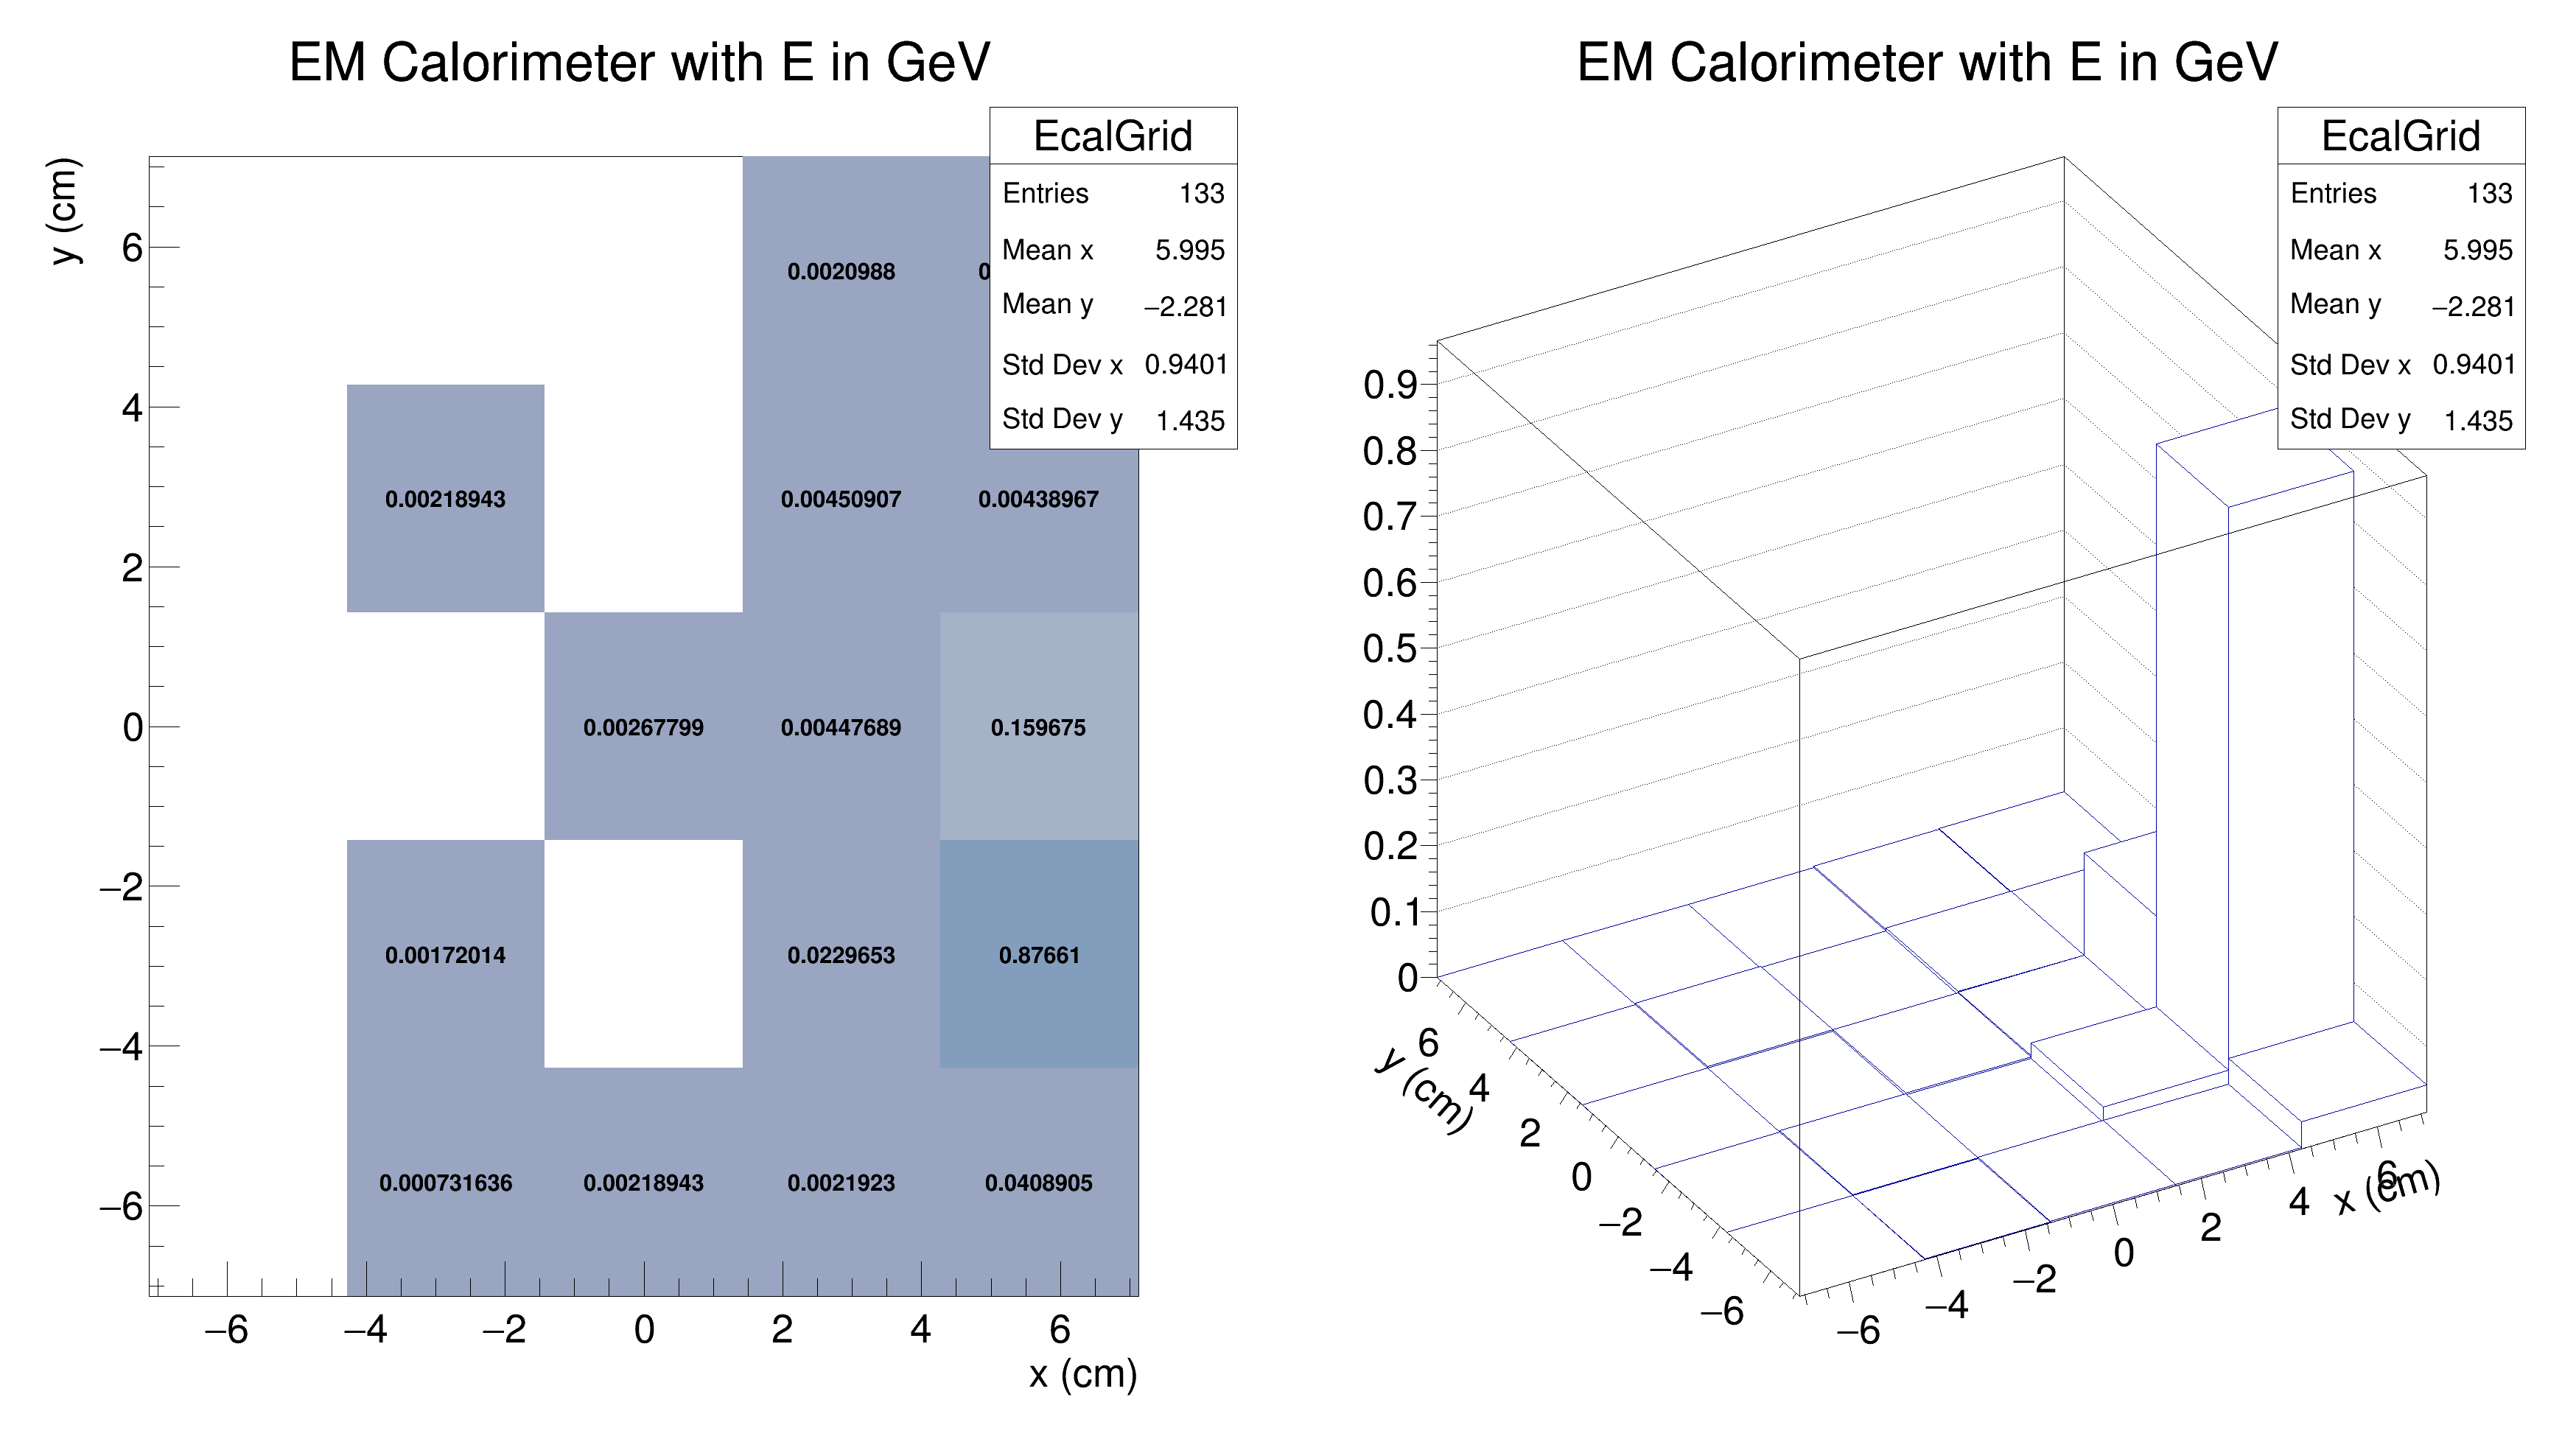 EM Calorimeter with E in GeV
EcalGrid
Entries 133
Mean x 5.995
Mean y −2.281
Std Dev x 0.9401
Std Dev y 1.435
y (cm)
6
4
2
0
−2
−4
−6
0.0020988 0
0.00218943 0.00450907 0.00438967
0.00267799 0.00447689 0.159675
0.00172014 0.0229653 0.87661
0.000731636 0.00218943 0.0021923 0.0408905
−6 −4 −2 0 2 4 6
x (cm)
EM Calorimeter with E in GeV
EcalGrid
Entries 133
Mean x 5.995
Mean y −2.281
Std Dev x 0.9401
Std Dev y 1.435
0.9
0.8
0.7
0.6
0.5
0.4
0.3
0.2
0.1
0
6
4
2
0
−2
−4
−6
y (cm)
−6 −4 −2 0 2 4 6
x (cm)